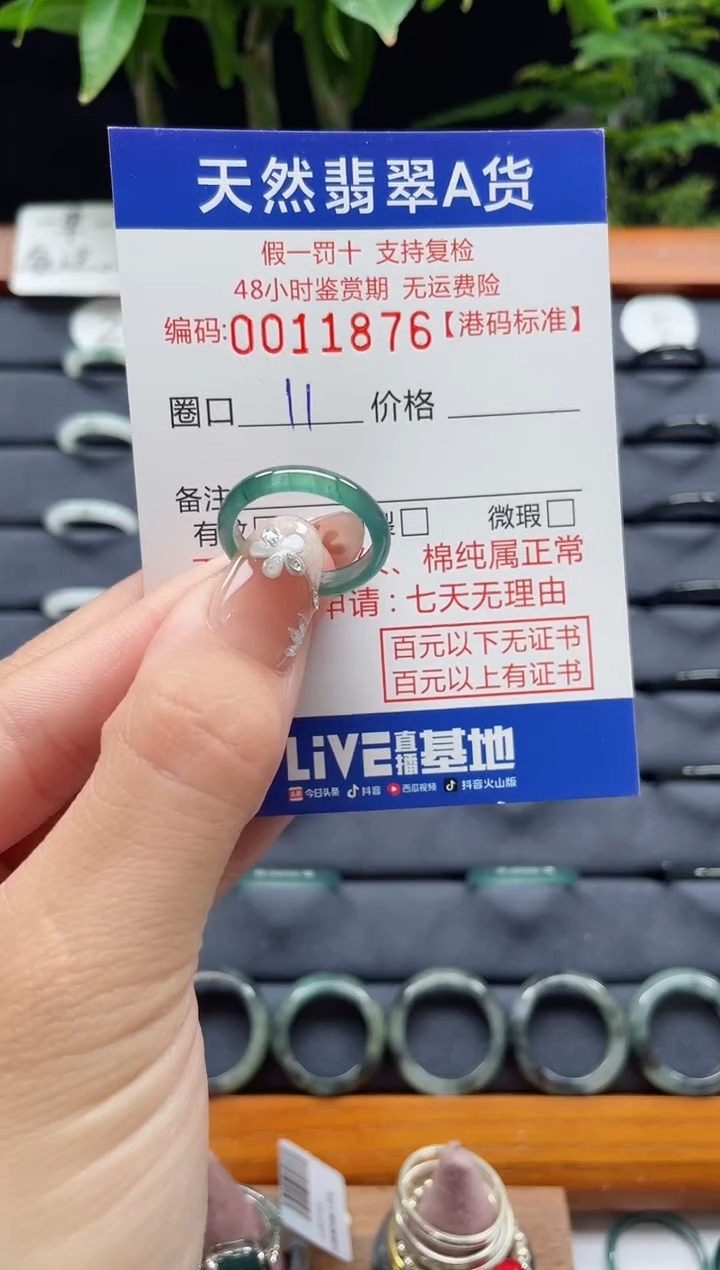 天然翡翠A货
假一罚十 支持复检
48小时鉴赏期 无运费险
编码:0011876【港码标准】
圈口 11 价格
备注
有 微瑕
、棉纯属正常
申请:七天无理由
百元以下无证书
百元以上有证书
LiVE直播基地
今日头条 抖音 西瓜视频 抖音火山版